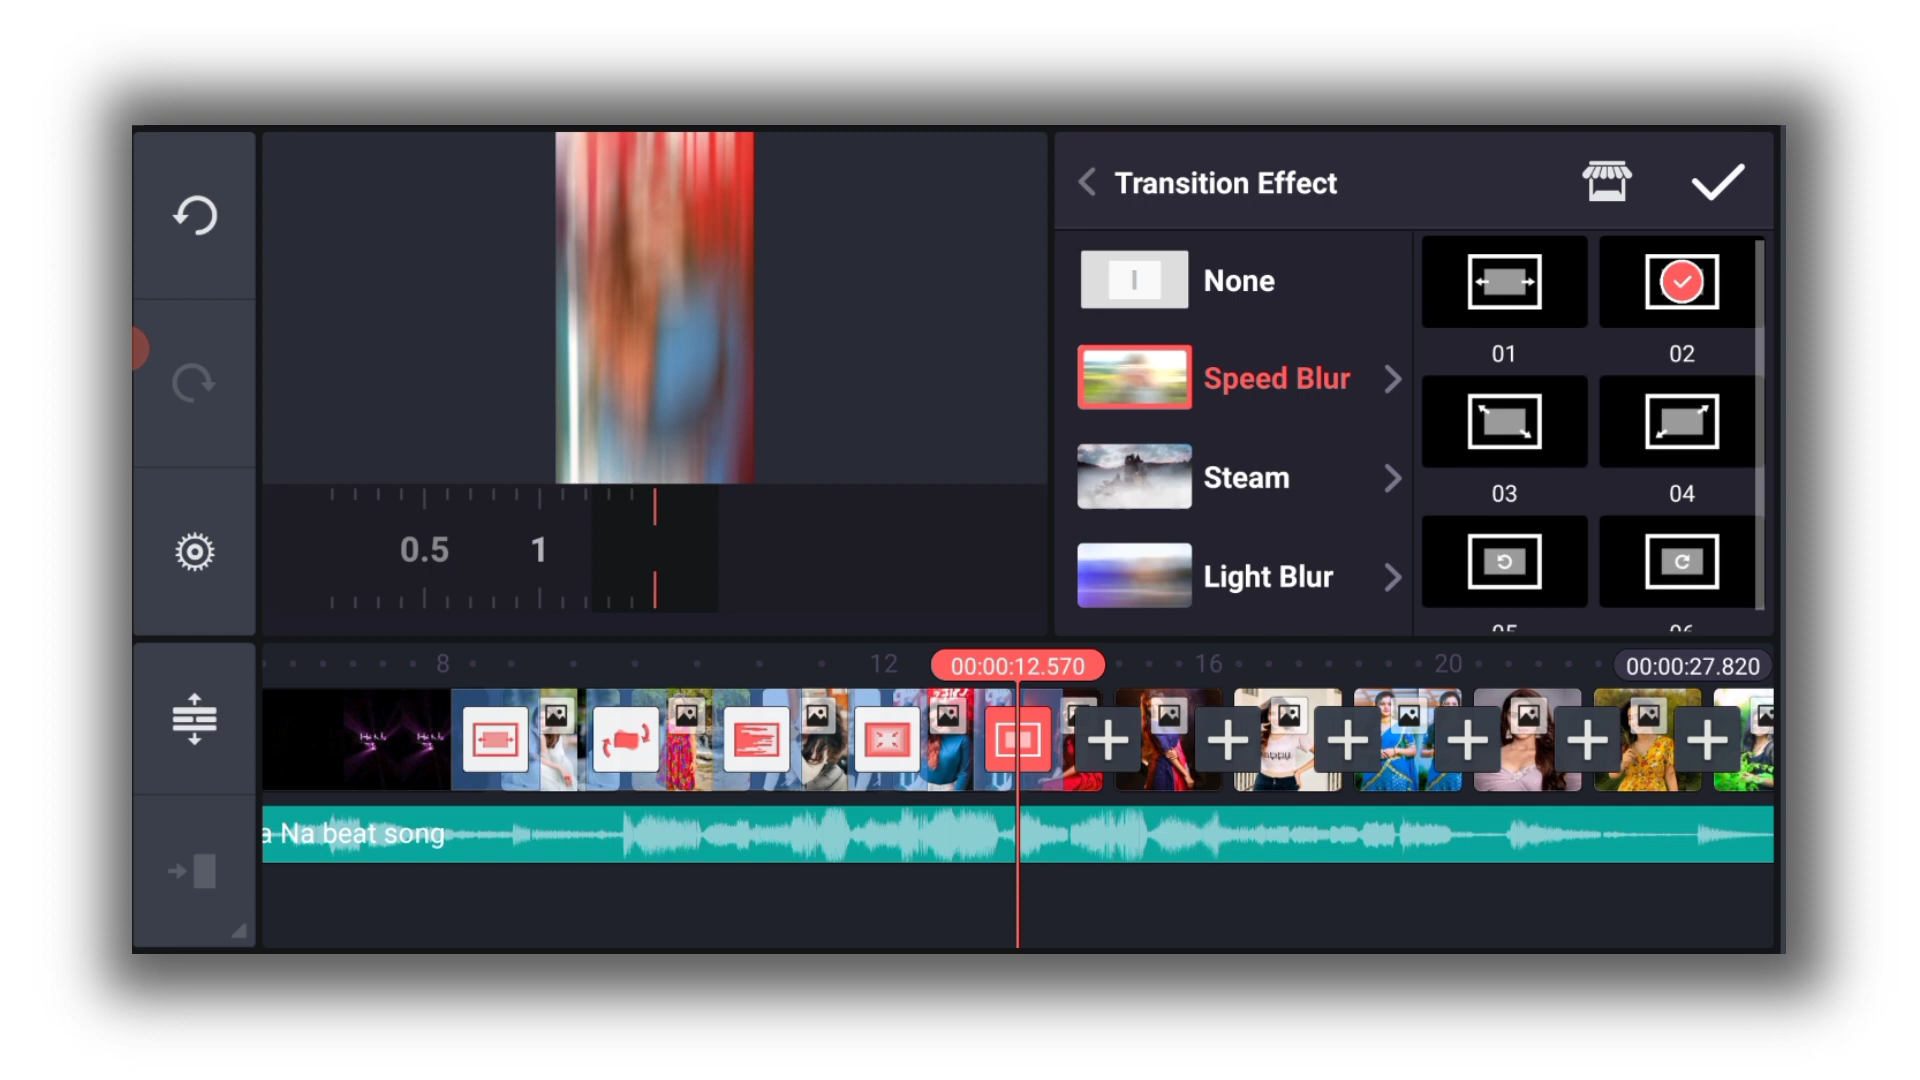 Transition Effect
None
Speed Blur
Steam
Light Blur
01
02
03
04
0.5
1
8
12
00:00:12.570
16
20
00:00:27.820
a Na beat song